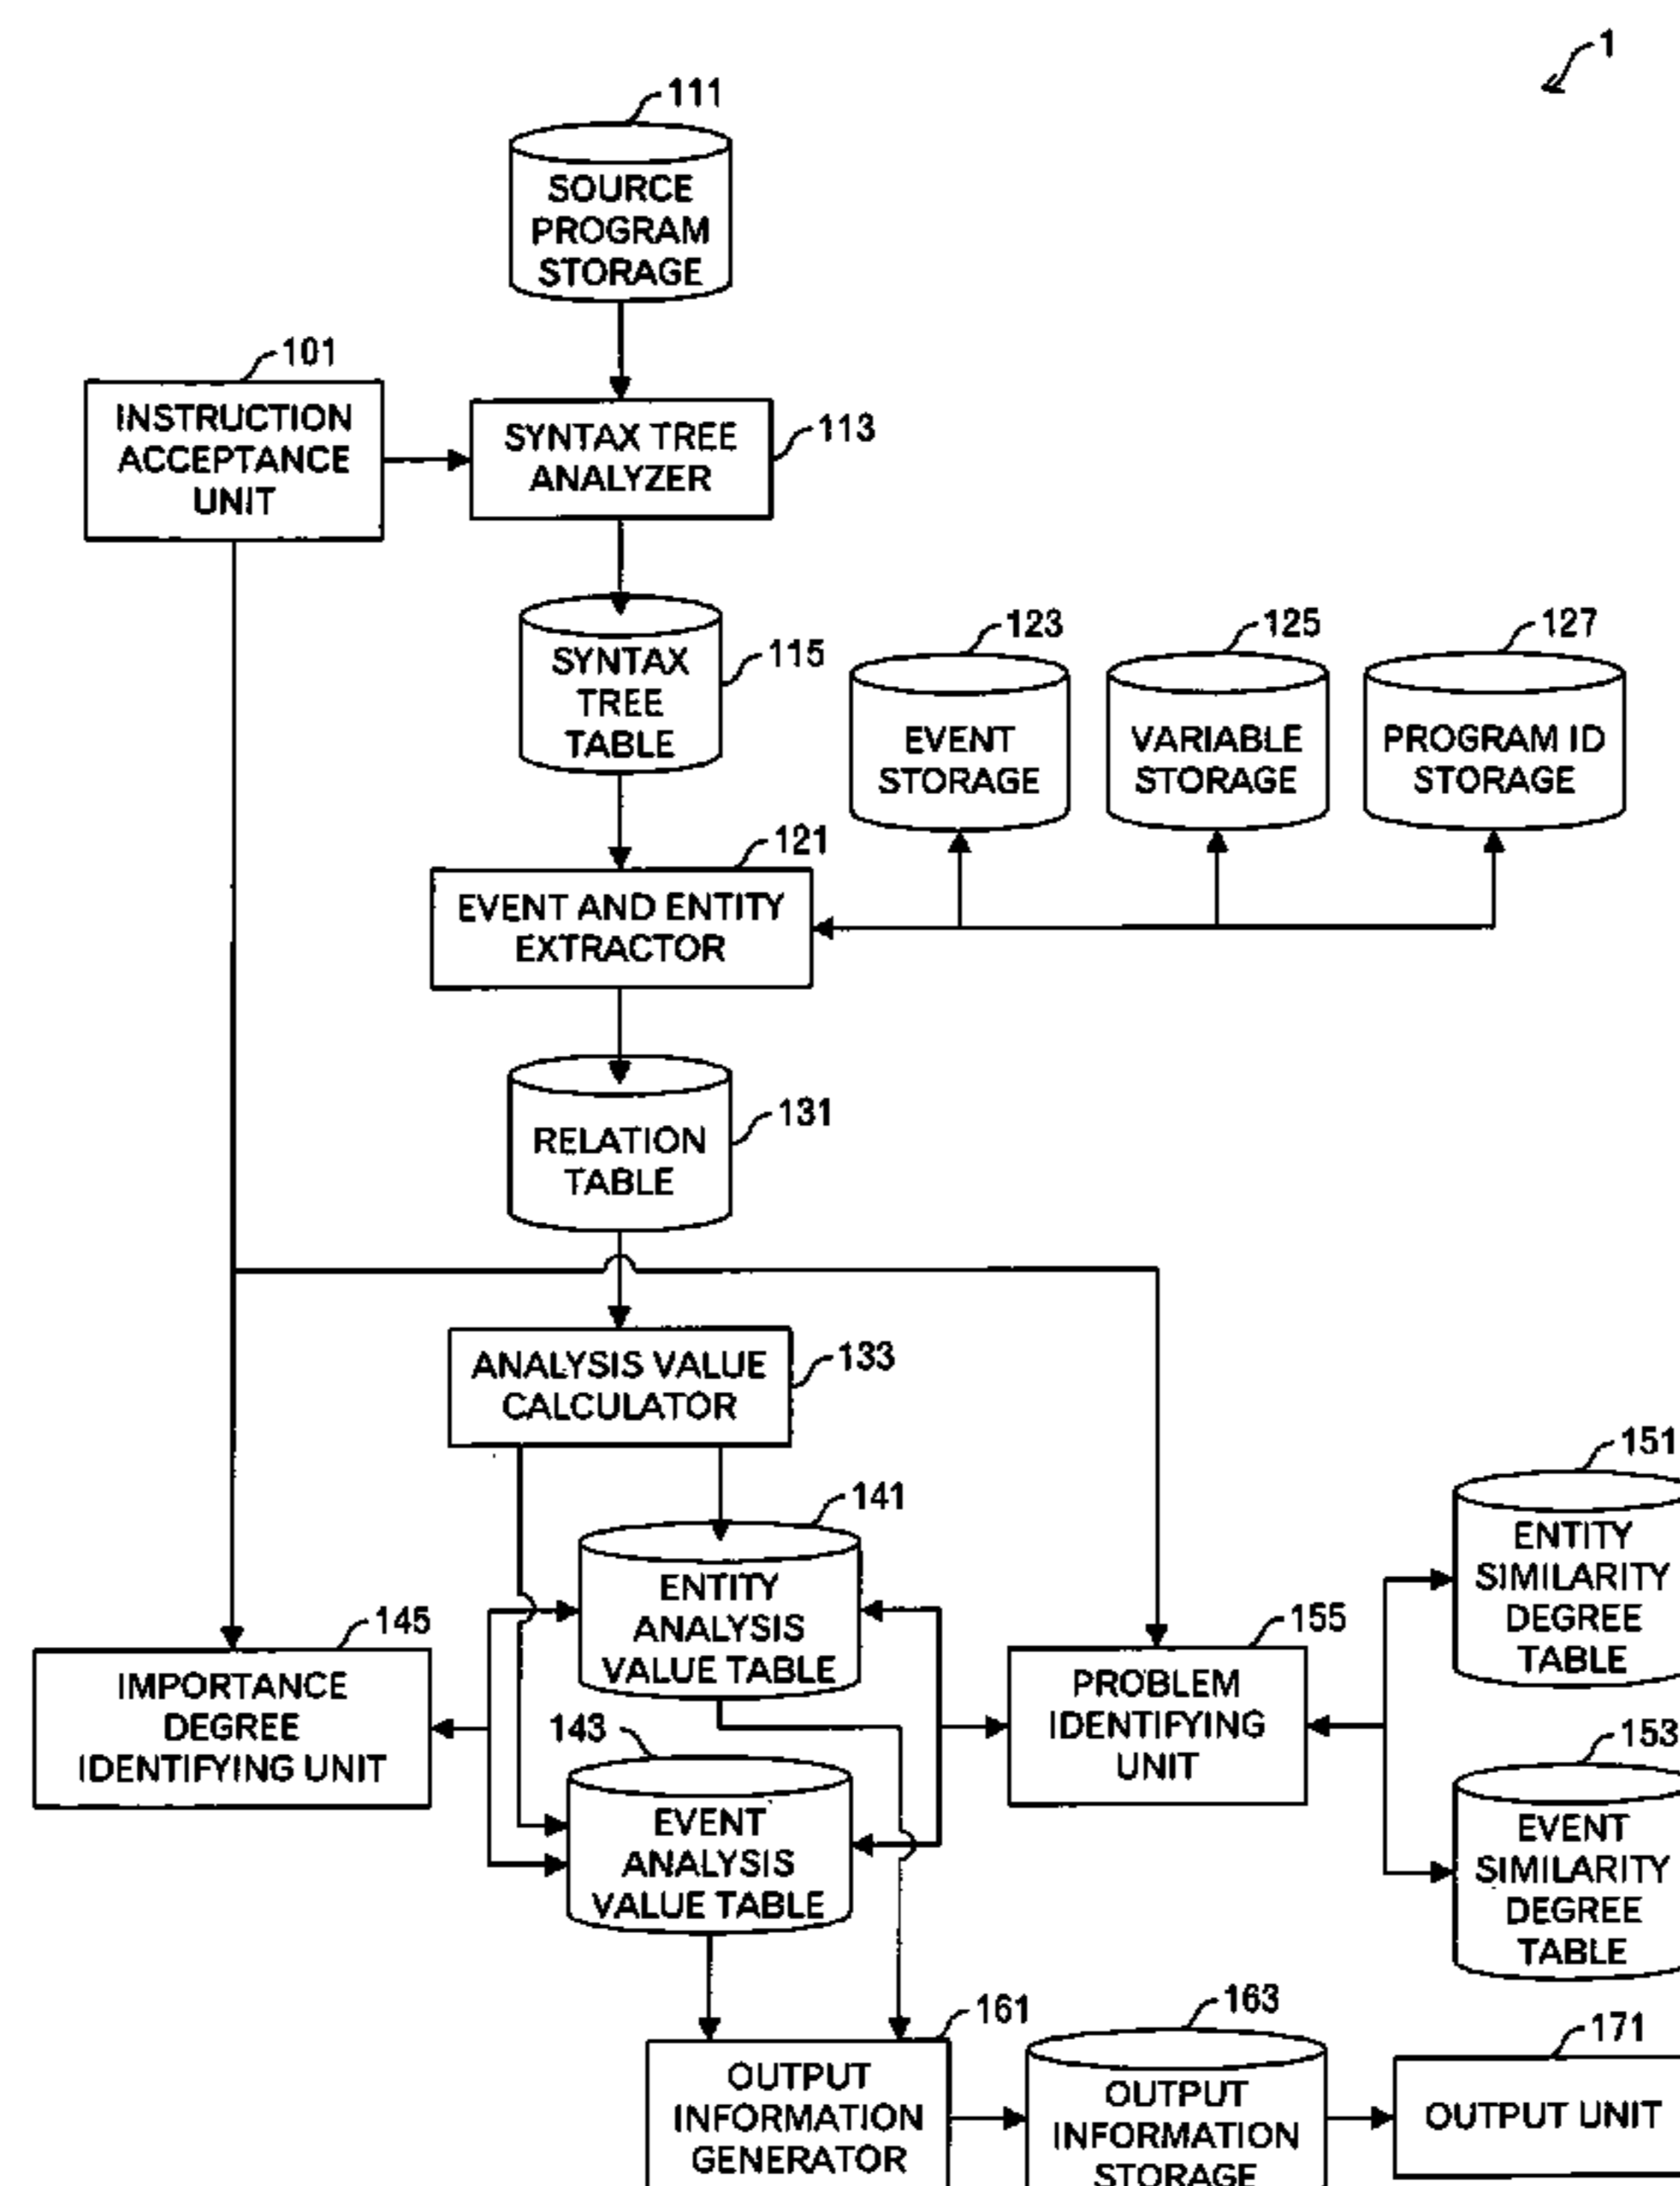 1
111
SOURCE
PROGRAM
STORAGE
101
INSTRUCTION
ACCEPTANCE
UNIT
SYNTAX TREE
ANALYZER
113
SYNTAX
TREE
TABLE
115
123
EVENT
STORAGE
125
VARIABLE
STORAGE
127
PROGRAM ID
STORAGE
121
EVENT AND ENTITY
EXTRACTOR
RELATION
TABLE
131
ANALYSIS VALUE
CALCULATOR
133
141
ENTITY
ANALYSIS
VALUE TABLE
145
IMPORTANCE
DEGREE
IDENTIFYING UNIT
143
EVENT
ANALYSIS
VALUE TABLE
155
PROBLEM
IDENTIFYING
UNIT
151
ENTITY
SIMILARITY
DEGREE
TABLE
153
EVENT
SIMILARITY
DEGREE
TABLE
161
OUTPUT
INFORMATION
GENERATOR
163
OUTPUT
INFORMATION
STORAGE
171
OUTPUT UNIT